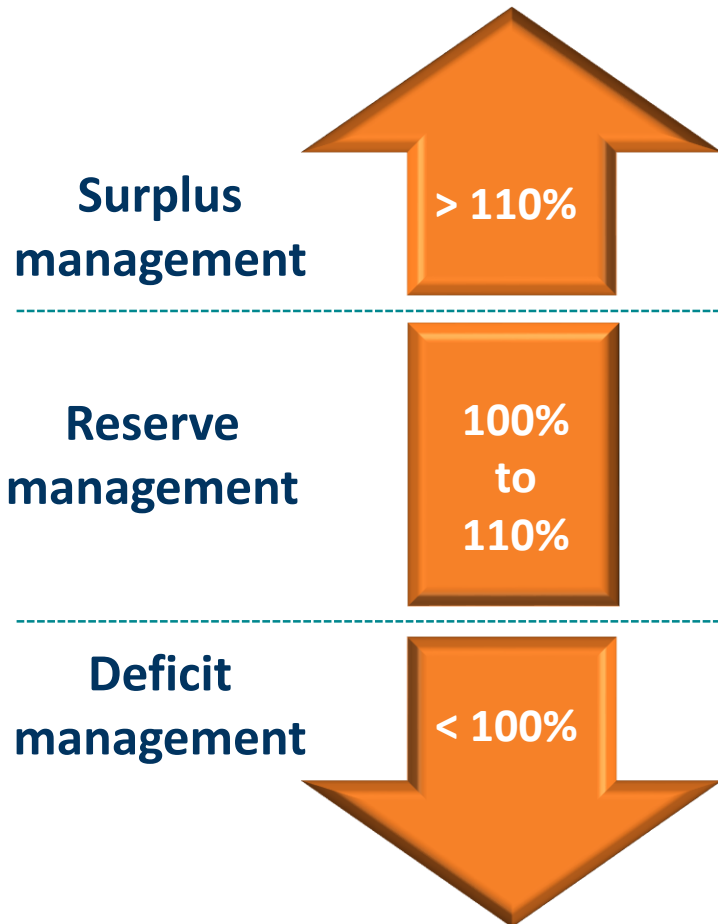 Surplus
management
> 110%
Reserve
management
100%
to
110%
Deficit
management
< 100%